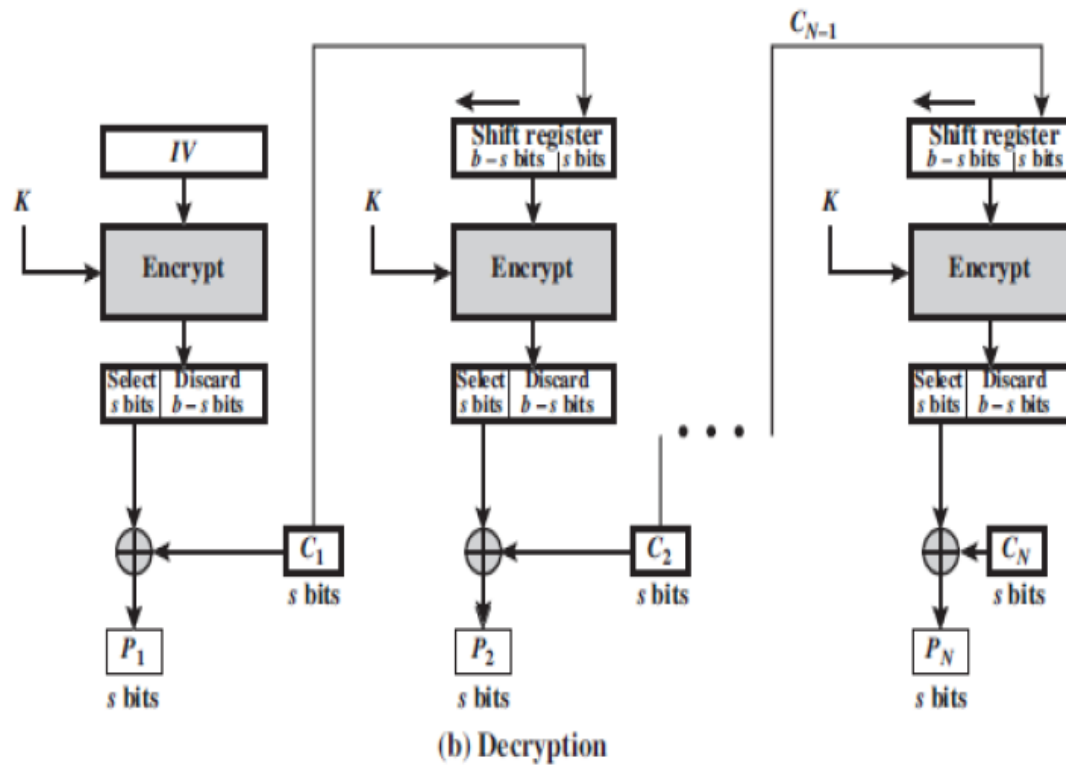 C_{N-1}
IV
Shift register
b – s bits | s bits
Shift register
b – s bits | s bits
K
K
K
Encrypt
Encrypt
Encrypt
Select Discard
s bits b – s bits
Select Discard
s bits b – s bits
Select Discard
s bits b – s bits
• • •
C_1
C_2
C_N
s bits
s bits
s bits
P_1
P_2
P_N
s bits
s bits
s bits
(b) Decryption